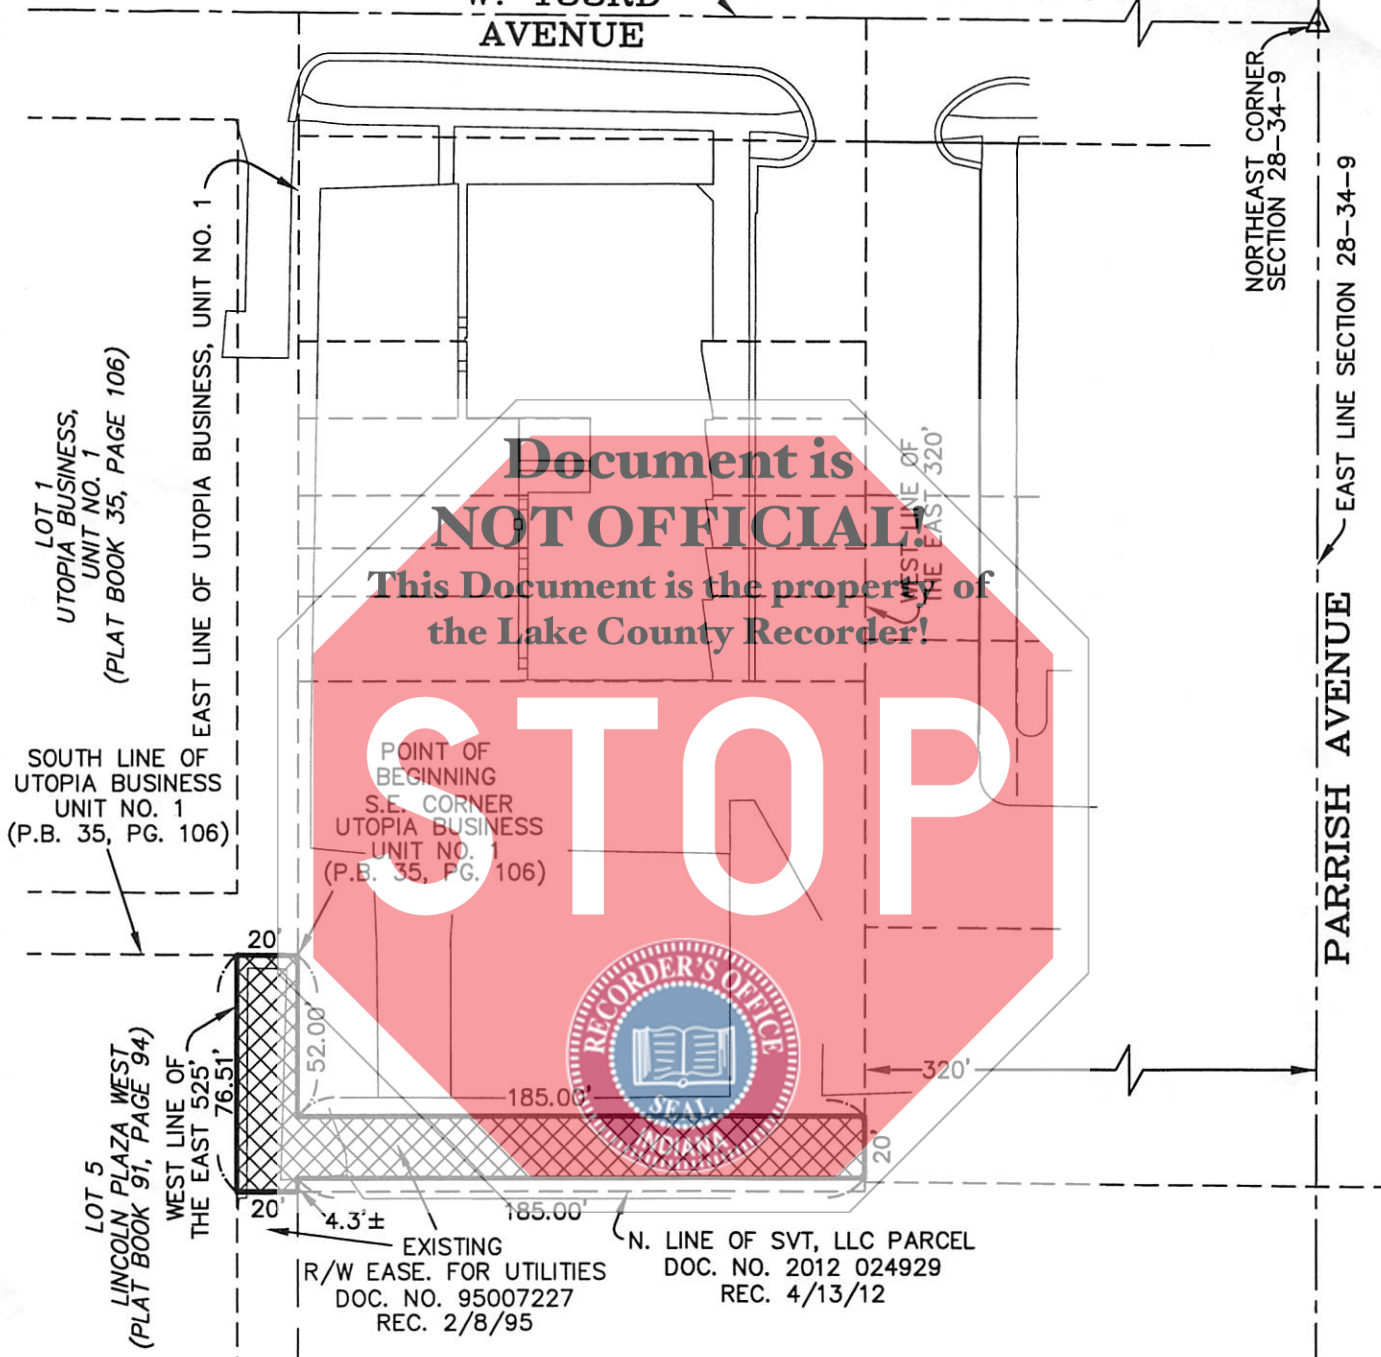 AVENUE
NORTHEAST CORNER
SECTION 28-34-9
EAST LINE SECTION 28-34-9
PARRISH AVENUE
EAST LINE OF UTOPIA BUSINESS, UNIT NO. 1
LOT 1
UTOPIA BUSINESS,
UNIT NO. 1
(PLAT BOOK 35, PAGE 106)
WEST LINE OF
THE EAST 320'
Document is
NOT OFFICIAL!
This Document is the property of
the Lake County Recorder!
STOP
SOUTH LINE OF
UTOPIA BUSINESS
UNIT NO. 1
(P.B. 35, PG. 106)
POINT OF
BEGINNING
S.E. CORNER
UTOPIA BUSINESS
UNIT NO. 1
(P.B. 35, PG. 106)
20'
52.00'
76.51'
WEST LINE OF
THE EAST 525'
LOT 5
LINCOLN PLAZA WEST
(PLAT BOOK 91, PAGE 94)
RECORDER'S OFFICE
SEAL
INDIANA
185.00'
320'
20'
20'
4.3'±
185.00'
EXISTING
R/W EASE. FOR UTILITIES
DOC. NO. 95007227
REC. 2/8/95
N. LINE OF SVT, LLC PARCEL
DOC. NO. 2012 024929
REC. 4/13/12